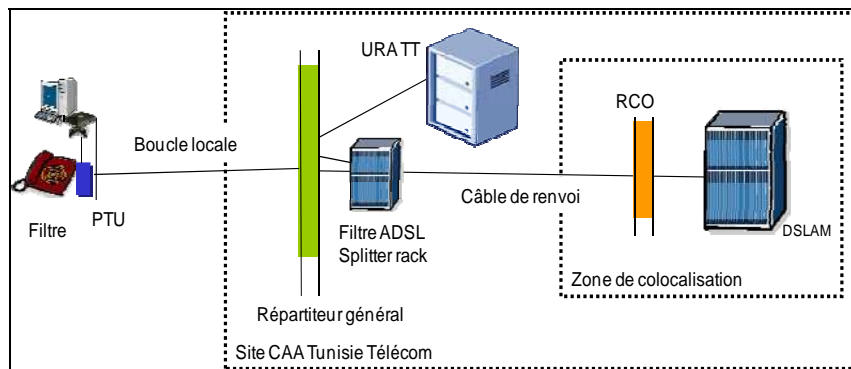 URA TT
RCO
Boucle locale
Câble de renvoi
PTU
Filtre
Filtre ADSL
Splitter rack
DSLAM
Zone de colocalisation
Répartiteur général
Site CAA Tunisie Télécom